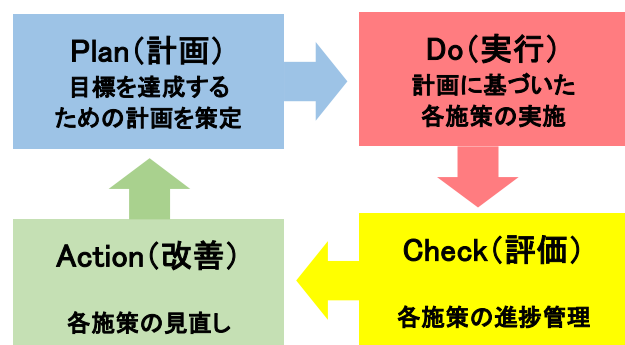 Plan(計画)
目標を達成する
ための計画を策定
Do(実行)
計画に基づいた
各施策の実施
Check(評価)
各施策の進捗管理
Action(改善)
各施策の見直し